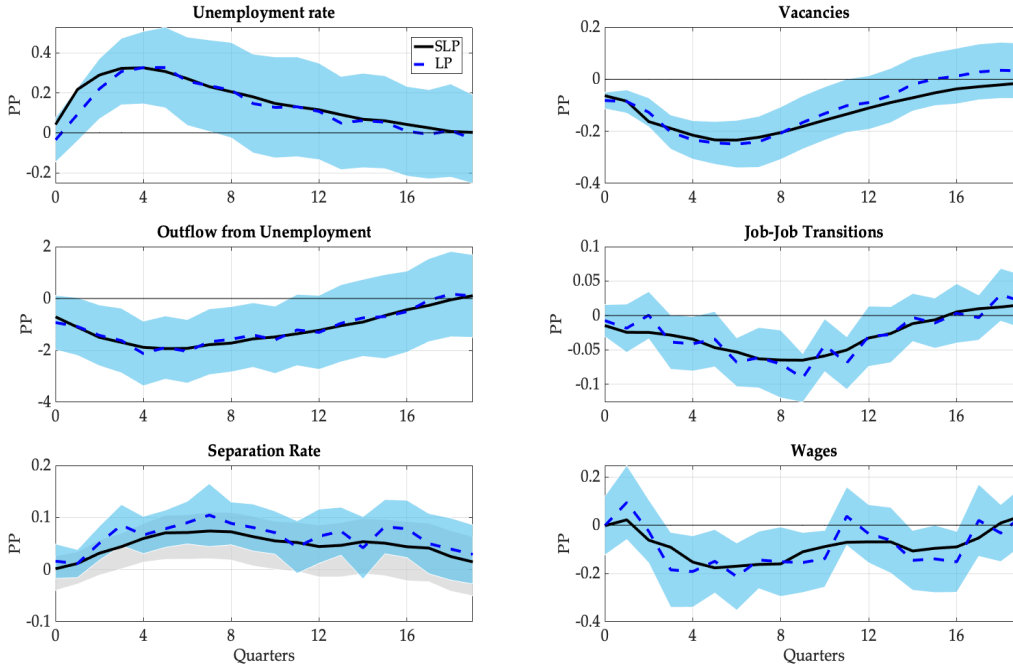 Unemployment rate
PP
0.4
0.2
0
-0.2
0 4 8 12 16
SLP
LP
Vacancies
PP
0.2
0
-0.2
-0.4
0 4 8 12 16
Outflow from Unemployment
PP
2
0
-2
-4
0 4 8 12 16
Job-Job Transitions
PP
0.1
0.05
0
-0.05
-0.1
0 4 8 12 16
Separation Rate
PP
0.2
0.1
0
-0.1
0 4 8 12 16
Quarters
Wages
PP
0.2
0
-0.2
-0.4
0 4 8 12 16
Quarters